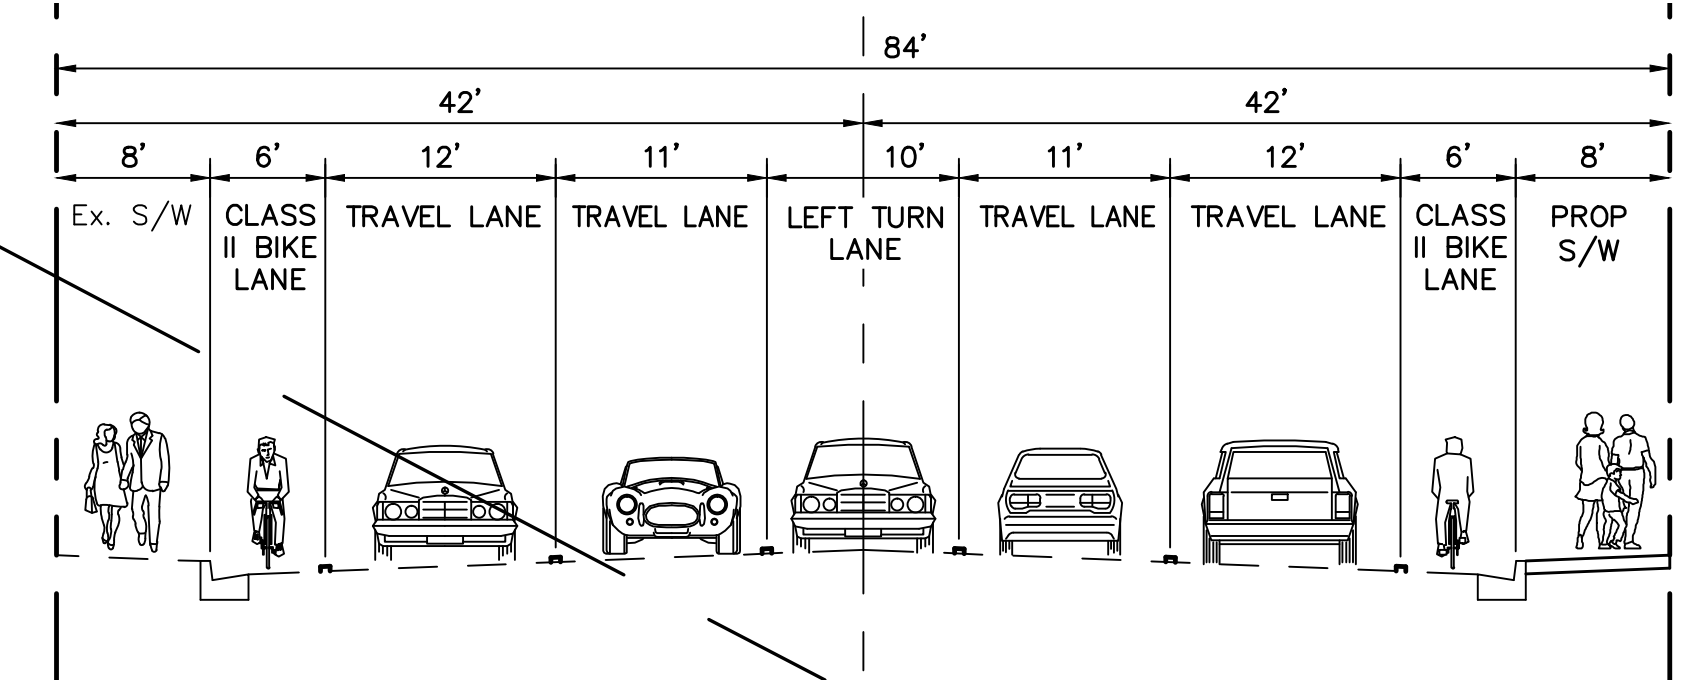 84'
42' 42'
8' 6' 12' 11' 10' 11' 12' 6' 8'
Ex. S/W CLASS TRAVEL LANE TRAVEL LANE LEFT TURN TRAVEL LANE TRAVEL LANE CLASS PROP
II BIKE LANE II BIKE S/W
LANE LANE